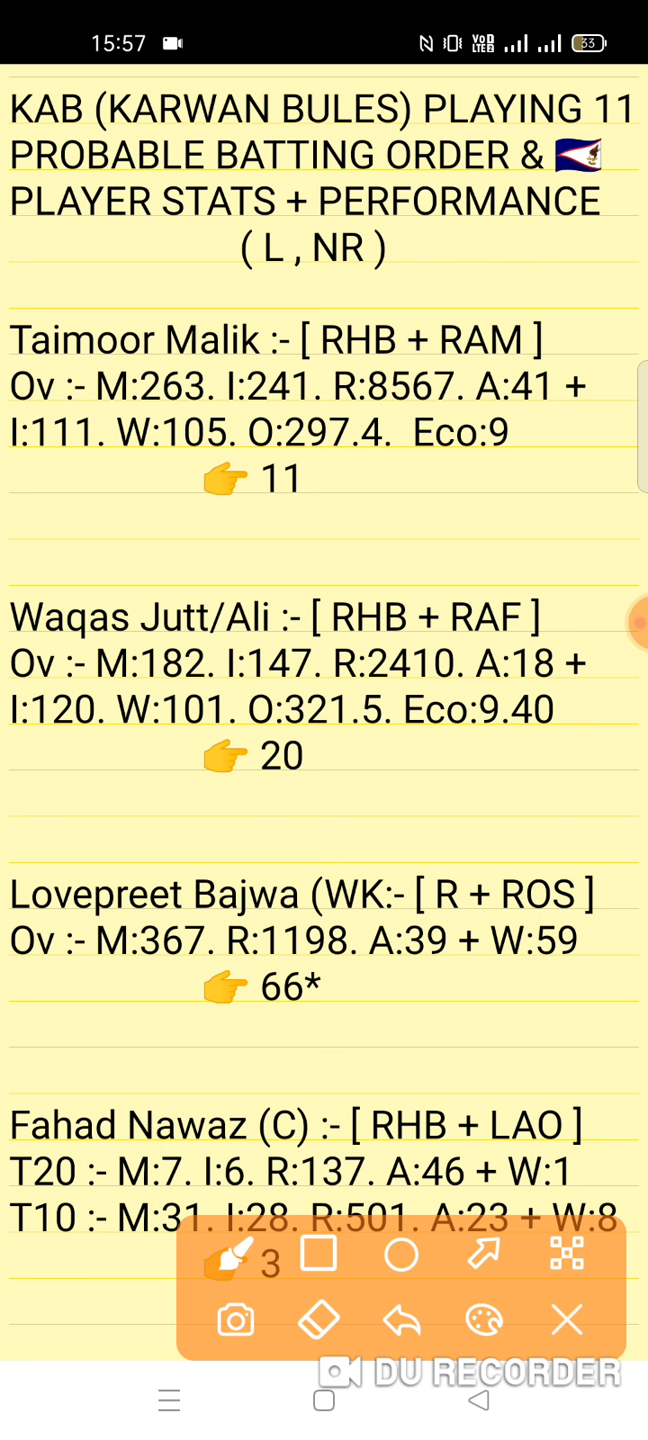 15:57
VoD
LTE2
33
KAB (KARWAN BULES) PLAYING 11
PROBABLE BATTING ORDER & 🇦🇸
PLAYER STATS + PERFORMANCE
( L , NR )
Taimoor Malik :- [ RHB + RAM ]
Ov :- M:263. I:241. R:8567. A:41 +
I:111. W:105. O:297.4.  Eco:9
👉 11
Waqas Jutt/Ali :- [ RHB + RAF ]
Ov :- M:182. I:147. R:2410. A:18 +
I:120. W:101. O:321.5. Eco:9.40
👉 20
Lovepreet Bajwa (WK:- [ R + ROS ]
Ov :- M:367. R:1198. A:39 + W:59
👉 66*
Fahad Nawaz (C) :- [ RHB + LAO ]
T20 :- M:7. I:6. R:137. A:46 + W:1
T10 :- M:31. I:28. R:501. A:23 + W:8
👉 3
DU RECORDER